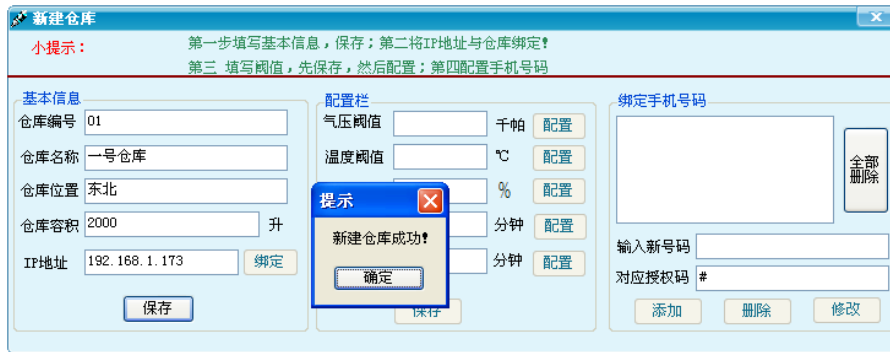 新建仓库
小提示：
第一步填写基本信息，保存；第二将IP地址与仓库绑定！
第三 填写阈值，先保存，然后配置；第四配置手机号码
基本信息
仓库编号 01
仓库名称 一号仓库
仓库位置 东北
仓库容积 2000 升
IP地址 192.168.1.173 绑定
保存
配置栏
气压阈值 千帕 配置
温度阈值 ℃ 配置
% 配置
分钟 配置
分钟 配置
保存
提示
新建仓库成功！
确定
绑定手机号码
全部
删除
输入新号码
对应授权码 #
添加 删除 修改